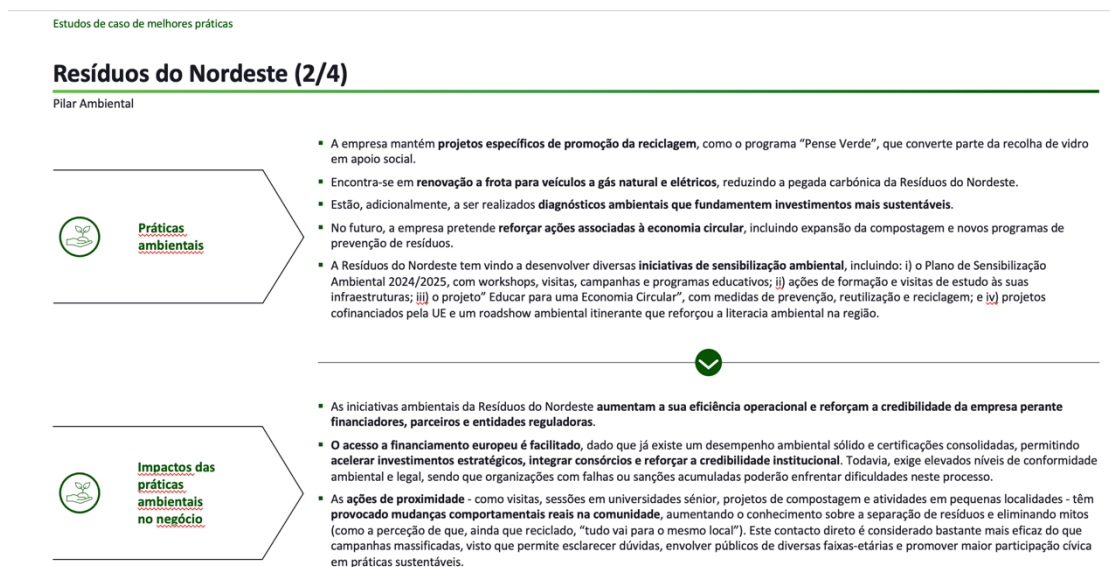 Estudos de caso de melhores práticas
Resíduos do Nordeste (2/4)
Pilar Ambiental
Práticas
ambientais
▪ A empresa mantém projetos específicos de promoção da reciclagem, como o programa “Pense Verde”, que converte parte da recolha de vidro
em apoio social.
▪ Encontra-se em renovação a frota para veículos a gás natural e elétricos, reduzindo a pegada carbónica da Resíduos do Nordeste.
▪ Estão, adicionalmente, a ser realizados diagnósticos ambientais que fundamentem investimentos mais sustentáveis.
▪ No futuro, a empresa pretende reforçar ações associadas à economia circular, incluindo expansão da compostagem e novos programas de
prevenção de resíduos.
▪ A Resíduos do Nordeste tem vindo a desenvolver diversas iniciativas de sensibilização ambiental, incluindo: i) o Plano de Sensibilização
Ambiental 2024/2025, com workshops, visitas, campanhas e programas educativos; ii) ações de formação e visitas de estudo às suas
infraestruturas; iii) o projeto” Educar para uma Economia Circular”, com medidas de prevenção, reutilização e reciclagem; e iv) projetos
cofinanciados pela UE e um roadshow ambiental itinerante que reforçou a literacia ambiental na região.
Impactos das
práticas
ambientais
no negócio
▪ As iniciativas ambientais da Resíduos do Nordeste aumentam a sua eficiência operacional e reforçam a credibilidade da empresa perante
financiadores, parceiros e entidades reguladoras.
▪ O acesso a financiamento europeu é facilitado, dado que já existe um desempenho ambiental sólido e certificações consolidadas, permitindo
acelerar investimentos estratégicos, integrar consórcios e reforçar a credibilidade institucional. Todavia, exige elevados níveis de conformidade
ambiental e legal, sendo que organizações com falhas ou sanções acumuladas poderão enfrentar dificuldades neste processo.
▪ As ações de proximidade - como visitas, sessões em universidades sénior, projetos de compostagem e atividades em pequenas localidades - têm
provocado mudanças comportamentais reais na comunidade, aumentando o conhecimento sobre a separação de resíduos e eliminando mitos
(como a perceção de que, ainda que reciclado, “tudo vai para o mesmo local”). Este contacto direto é considerado bastante mais eficaz do que
campanhas massificadas, visto que permite esclarecer dúvidas, envolver públicos de diversas faixas-etárias e promover maior participação cívica
em práticas sustentáveis.